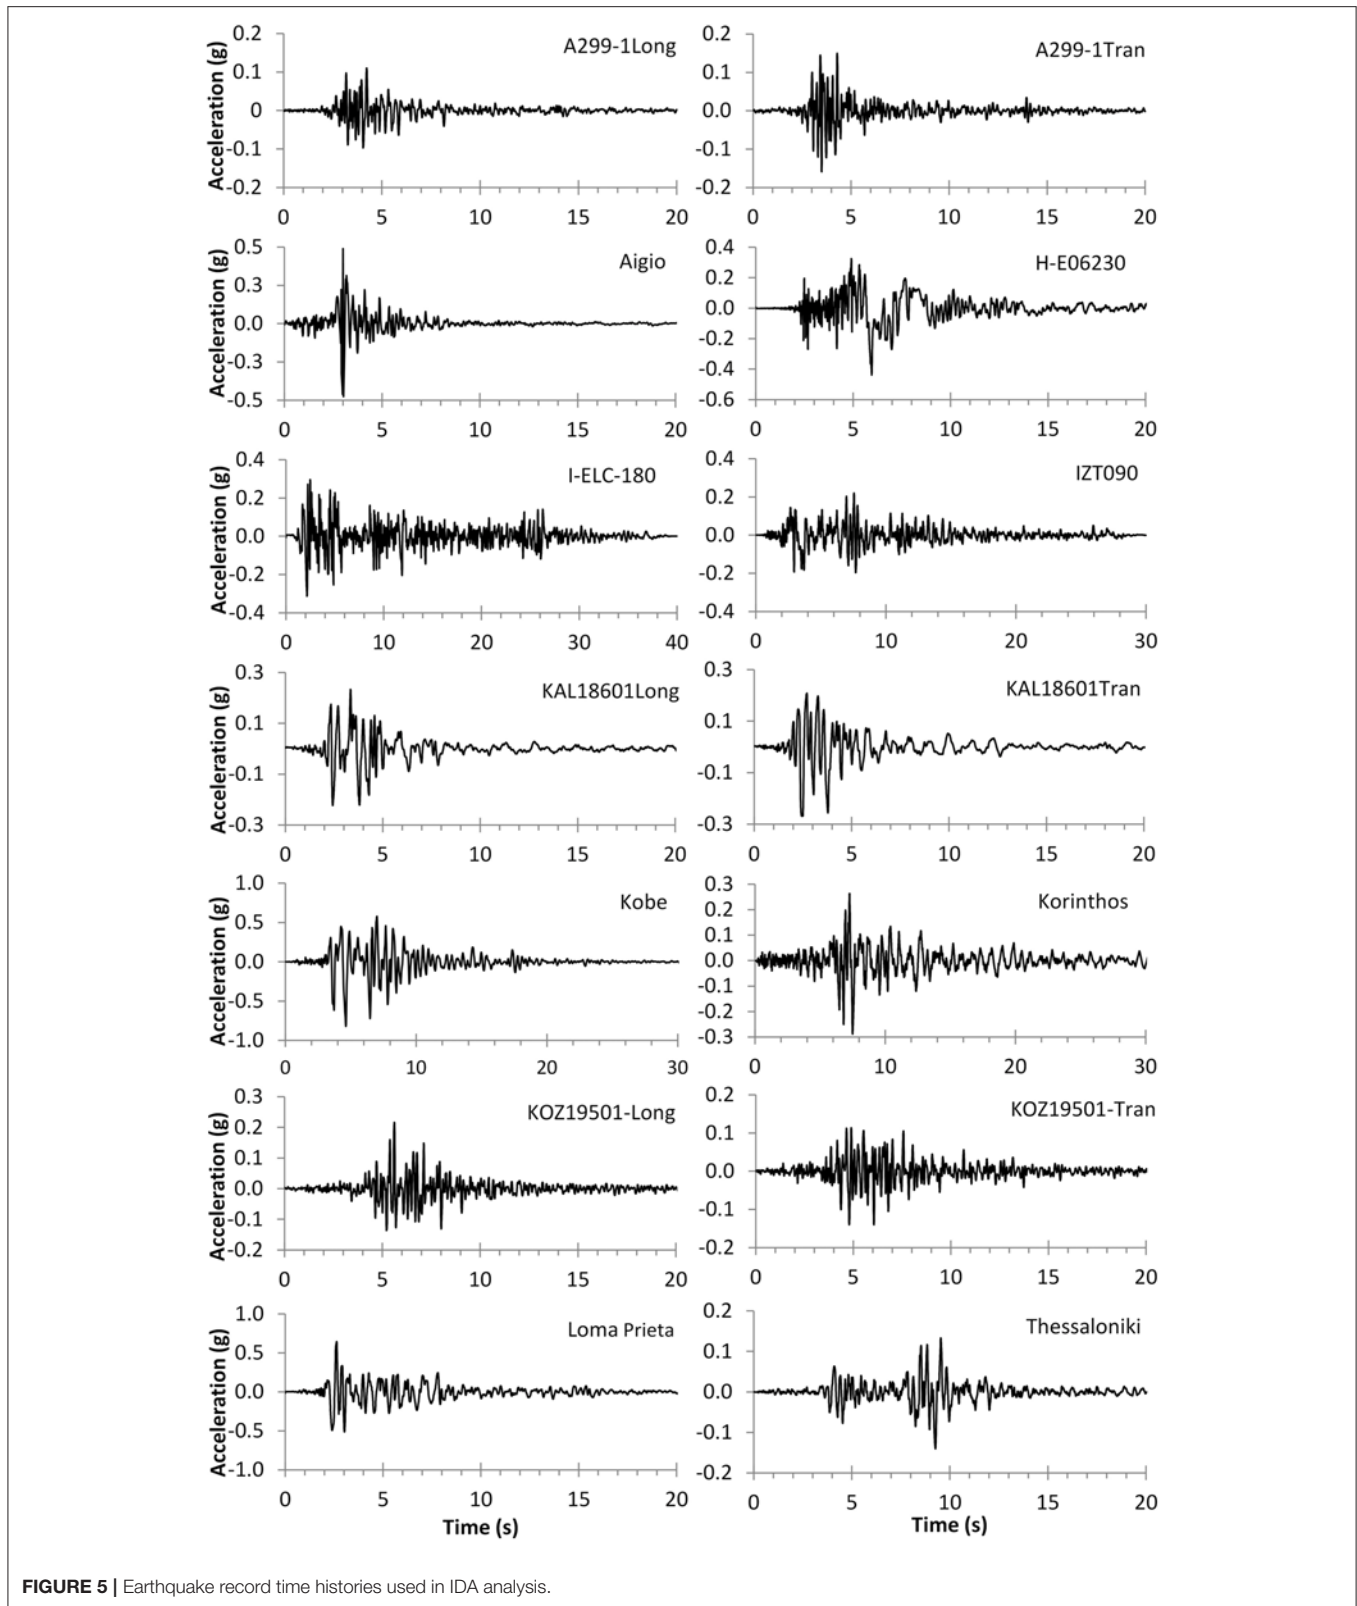 A299-1Long
Acceleration (g)
0.2
0.1
0
-0.1
-0.2
0 5 10 15 20
A299-1Tran
0.2
0.1
0.0
-0.1
-0.2
0 5 10 15 20
Aigio
Acceleration (g)
0.5
0.3
0.0
-0.3
-0.5
0 5 10 15 20
H-E06230
0.4
0.2
0.0
-0.2
-0.4
-0.6
0 5 10 15 20
I-ELC-180
Acceleration (g)
0.4
0.2
0.0
-0.2
-0.4
0 10 20 30 40
IZT090
0.4
0.2
0.0
-0.2
-0.4
0 10 20 30
KAL18601Long
Acceleration (g)
0.3
0.1
-0.1
-0.3
0 5 10 15 20
KAL18601Tran
0.3
0.1
-0.1
-0.3
0 5 10 15 20
Kobe
Acceleration (g)
1.0
0.5
0.0
-0.5
-1.0
0 10 20 30
Korinthos
0.3
0.2
0.1
0.0
-0.1
-0.2
-0.3
0 10 20 30
KOZ19501-Long
Acceleration (g)
0.3
0.2
0.1
0.0
-0.1
-0.2
0 5 10 15 20
KOZ19501-Tran
0.2
0.1
0.0
-0.1
-0.2
0 5 10 15 20
Loma Prieta
Acceleration (g)
1.0
0.5
0.0
-0.5
-1.0
0 5 10 15 20
Time (s)
Thessaloniki
0.2
0.1
0.0
-0.1
-0.2
0 5 10 15 20
Time (s)
FIGURE 5 | Earthquake record time histories used in IDA analysis.